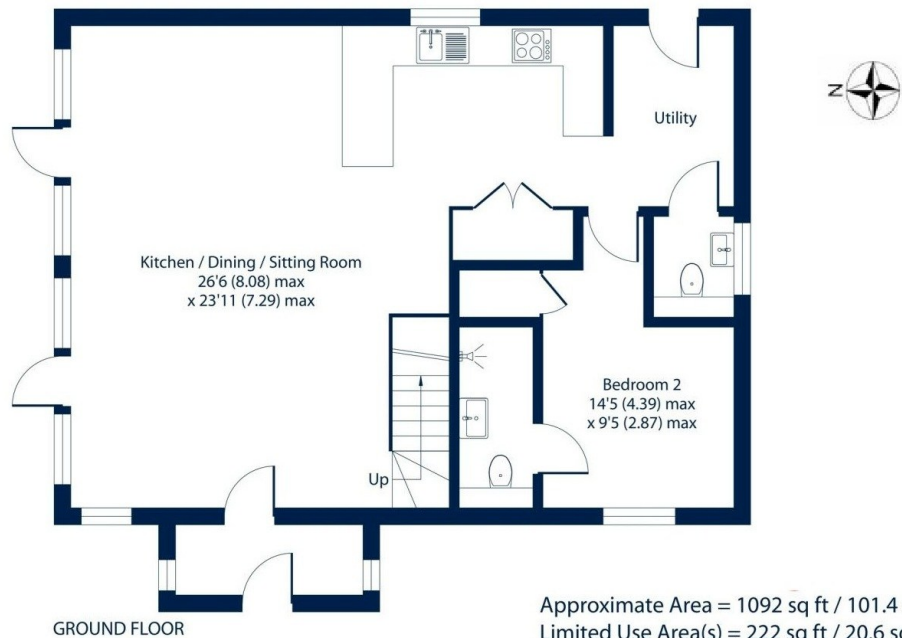 Utility
N
Kitchen / Dining / Sitting Room
26'6 (8.08) max
x 23'11 (7.29) max
Bedroom 2
14'5 (4.39) max
x 9'5 (2.87) max
Up
GROUND FLOOR
Approximate Area = 1092 sq ft / 101.4
Limited Use Area(s) = 222 sq ft / 20.6 sq